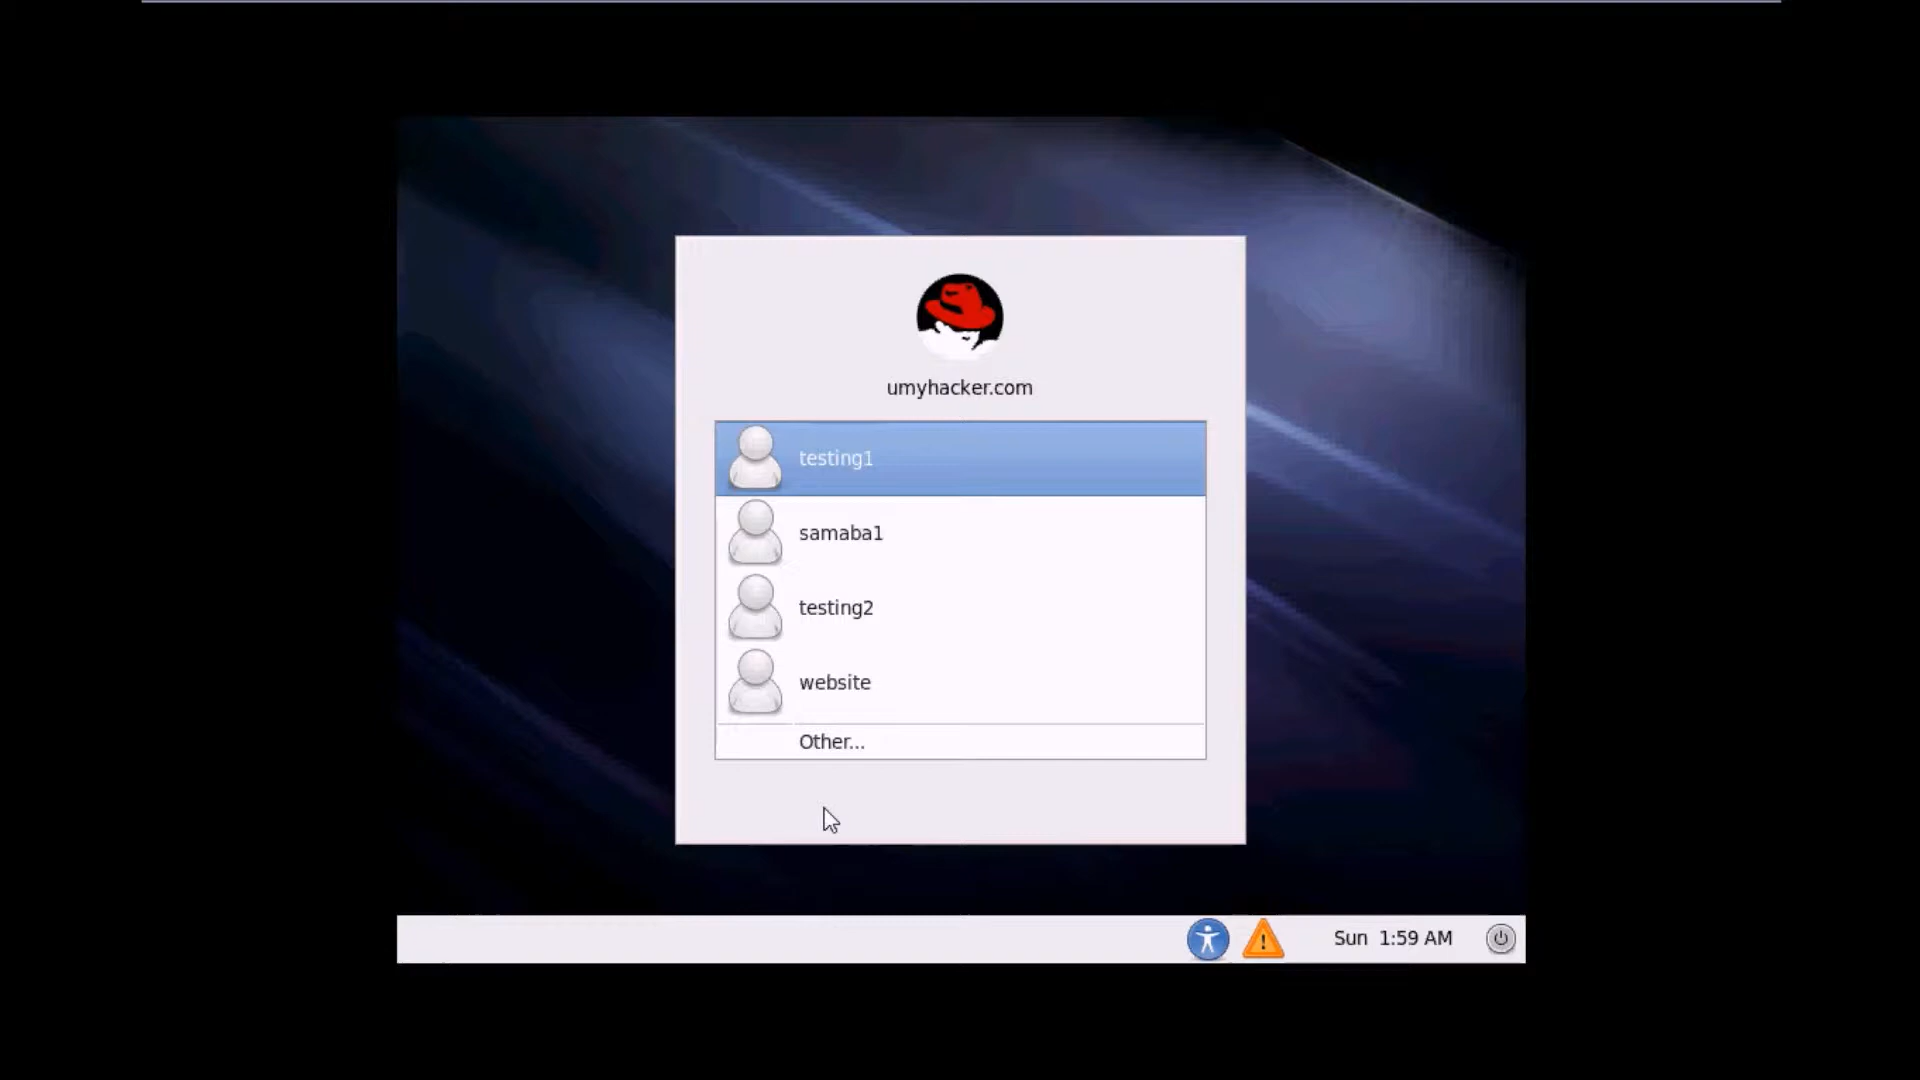 umyhacker.com
testing1
samaba1
testing2
website
Other...
Sun 1:59 AM